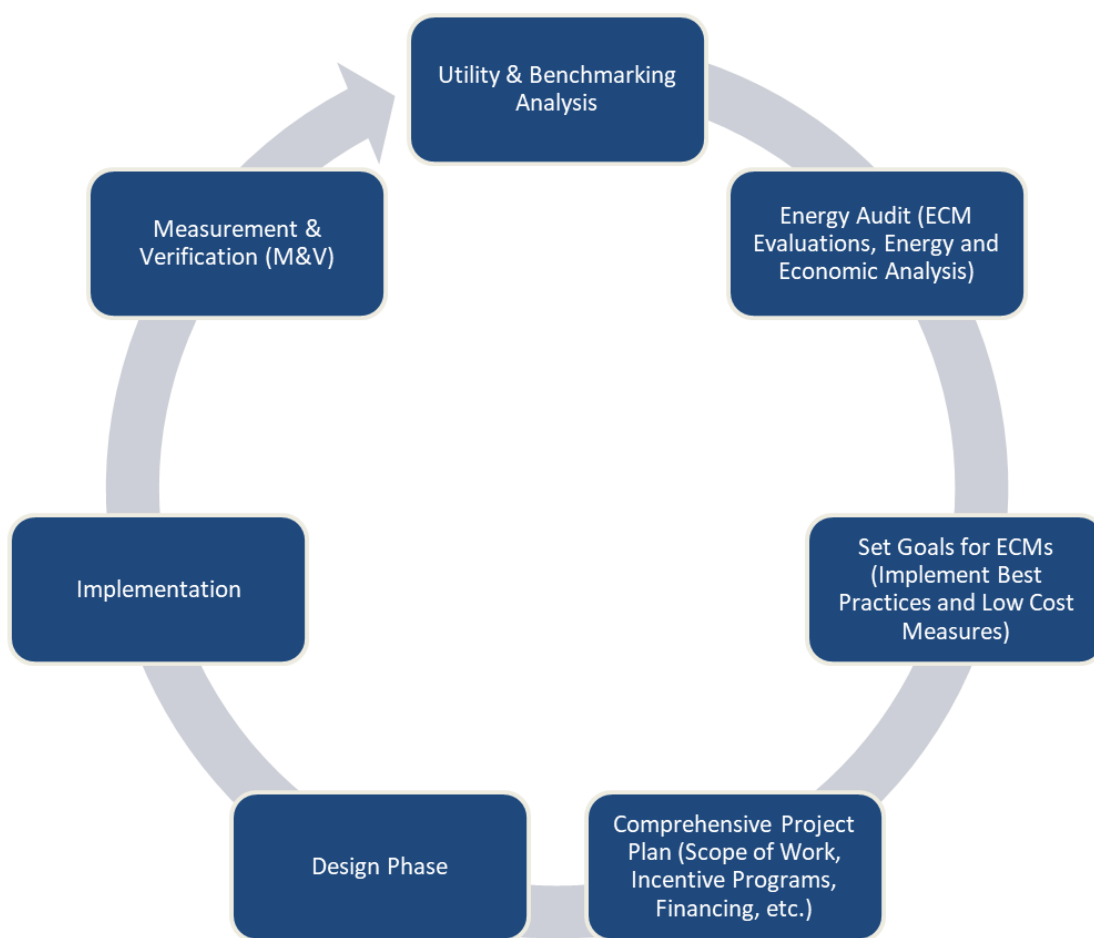 Utility & Benchmarking
Analysis
Energy Audit (ECM
Evaluations, Energy and
Economic Analysis)
Set Goals for ECMs
(Implement Best
Practices and Low Cost
Measures)
Comprehensive Project
Plan (Scope of Work,
Incentive Programs,
Financing, etc.)
Design Phase
Implementation
Measurement &
Verification (M&V)